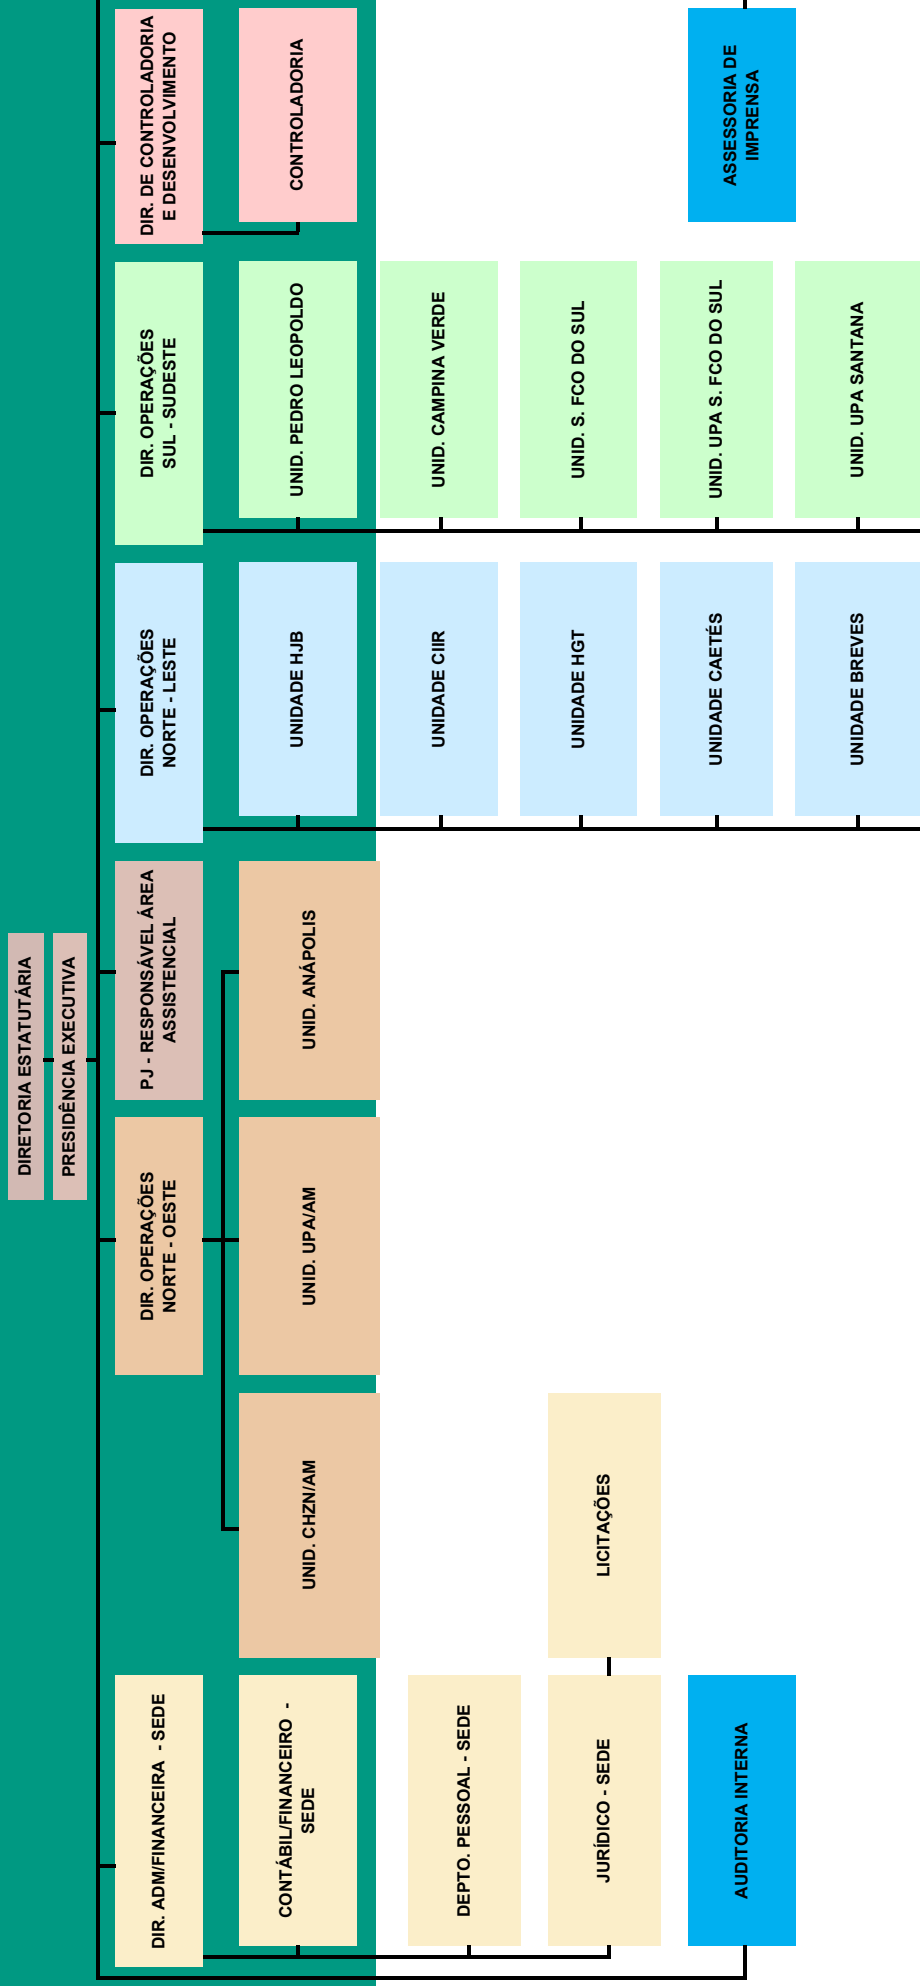 DIRETORIA ESTATUTÁRIA
PRESIDÊNCIA EXECUTIVA
DIR. ADM/FINANCEIRA - SEDE
DIR. OPERAÇÕES
NORTE - OESTE
PJ - RESPONSÁVEL ÁREA
ASSISTENCIAL
DIR. OPERAÇÕES
NORTE - LESTE
DIR. OPERAÇÕES
SUL - SUDESTE
DIR. DE CONTROLADORIA
E DESENVOLVIMENTO
CONTÁBIL/FINANCEIRO -
SEDE
UNID. CHZN/AM
UNID. UPA/AM
UNID. ANÁPOLIS
UNIDADE HJB
UNID. PEDRO LEOPOLDO
CONTROLADORIA
DEPTO. PESSOAL - SEDE
UNIDADE CIIR
UNID. CAMPINA VERDE
JURÍDICO - SEDE
LICITAÇÕES
UNIDADE HGT
UNID. S. FCO DO SUL
AUDITORIA INTERNA
UNIDADE CAETÉS
UNID. UPA S. FCO DO SUL
ASSESSORIA DE
IMPRENSA
UNIDADE BREVES
UNID. UPA SANTANA